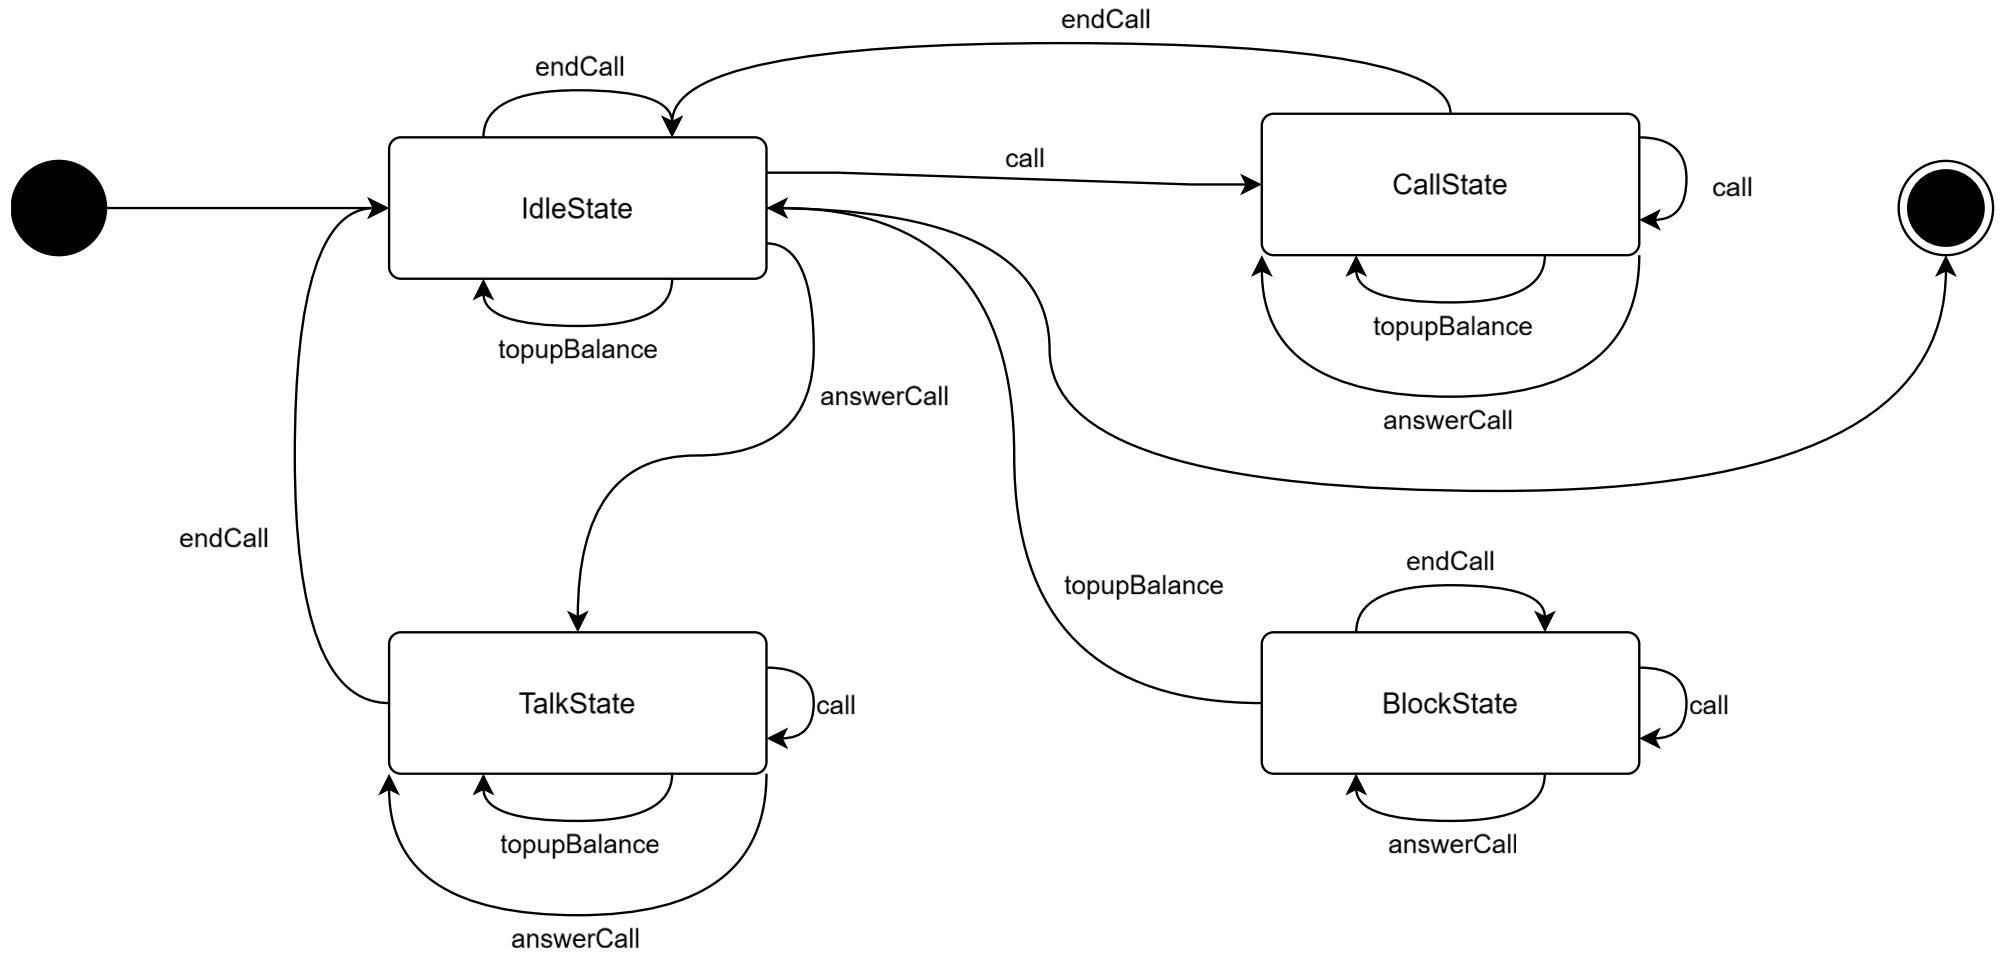 endCall
endCall
call
IdleState
CallState
call
topupBalance
topupBalance
answerCall
answerCall
endCall
endCall
topupBalance
TalkState
call
BlockState
call
topupBalance
answerCall
answerCall